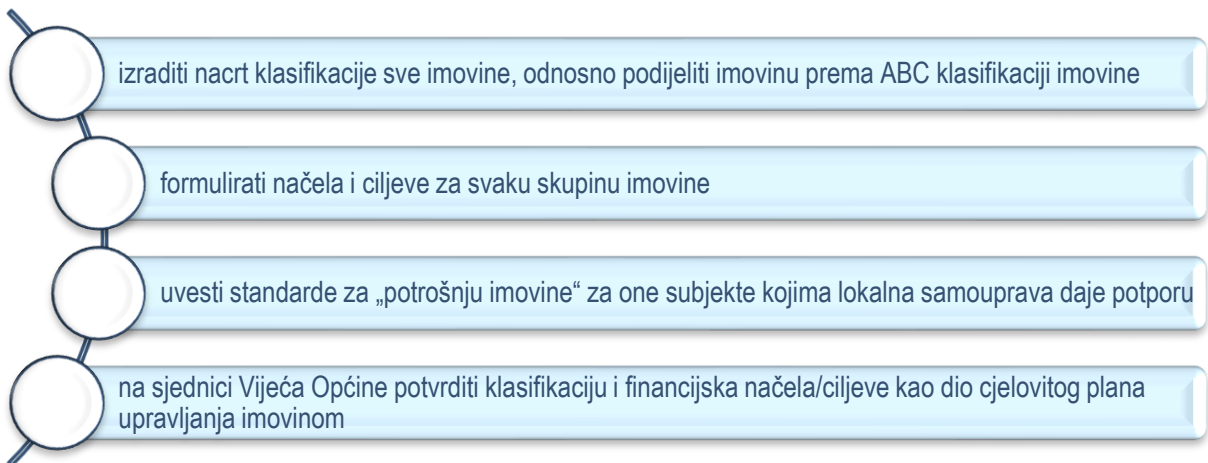 izraditi nacrt klasifikacije sve imovine, odnosno podijeliti imovinu prema ABC klasifikaciji imovine
formulirati načela i ciljeve za svaku skupinu imovine
uvesti standarde za „potrošnju imovine“ za one subjekte kojima lokalna samouprava daje potporu
na sjednici Vijeća Općine potvrditi klasifikaciju i financijska načela/ciljeve kao dio cjelovitog plana
upravljanja imovinom